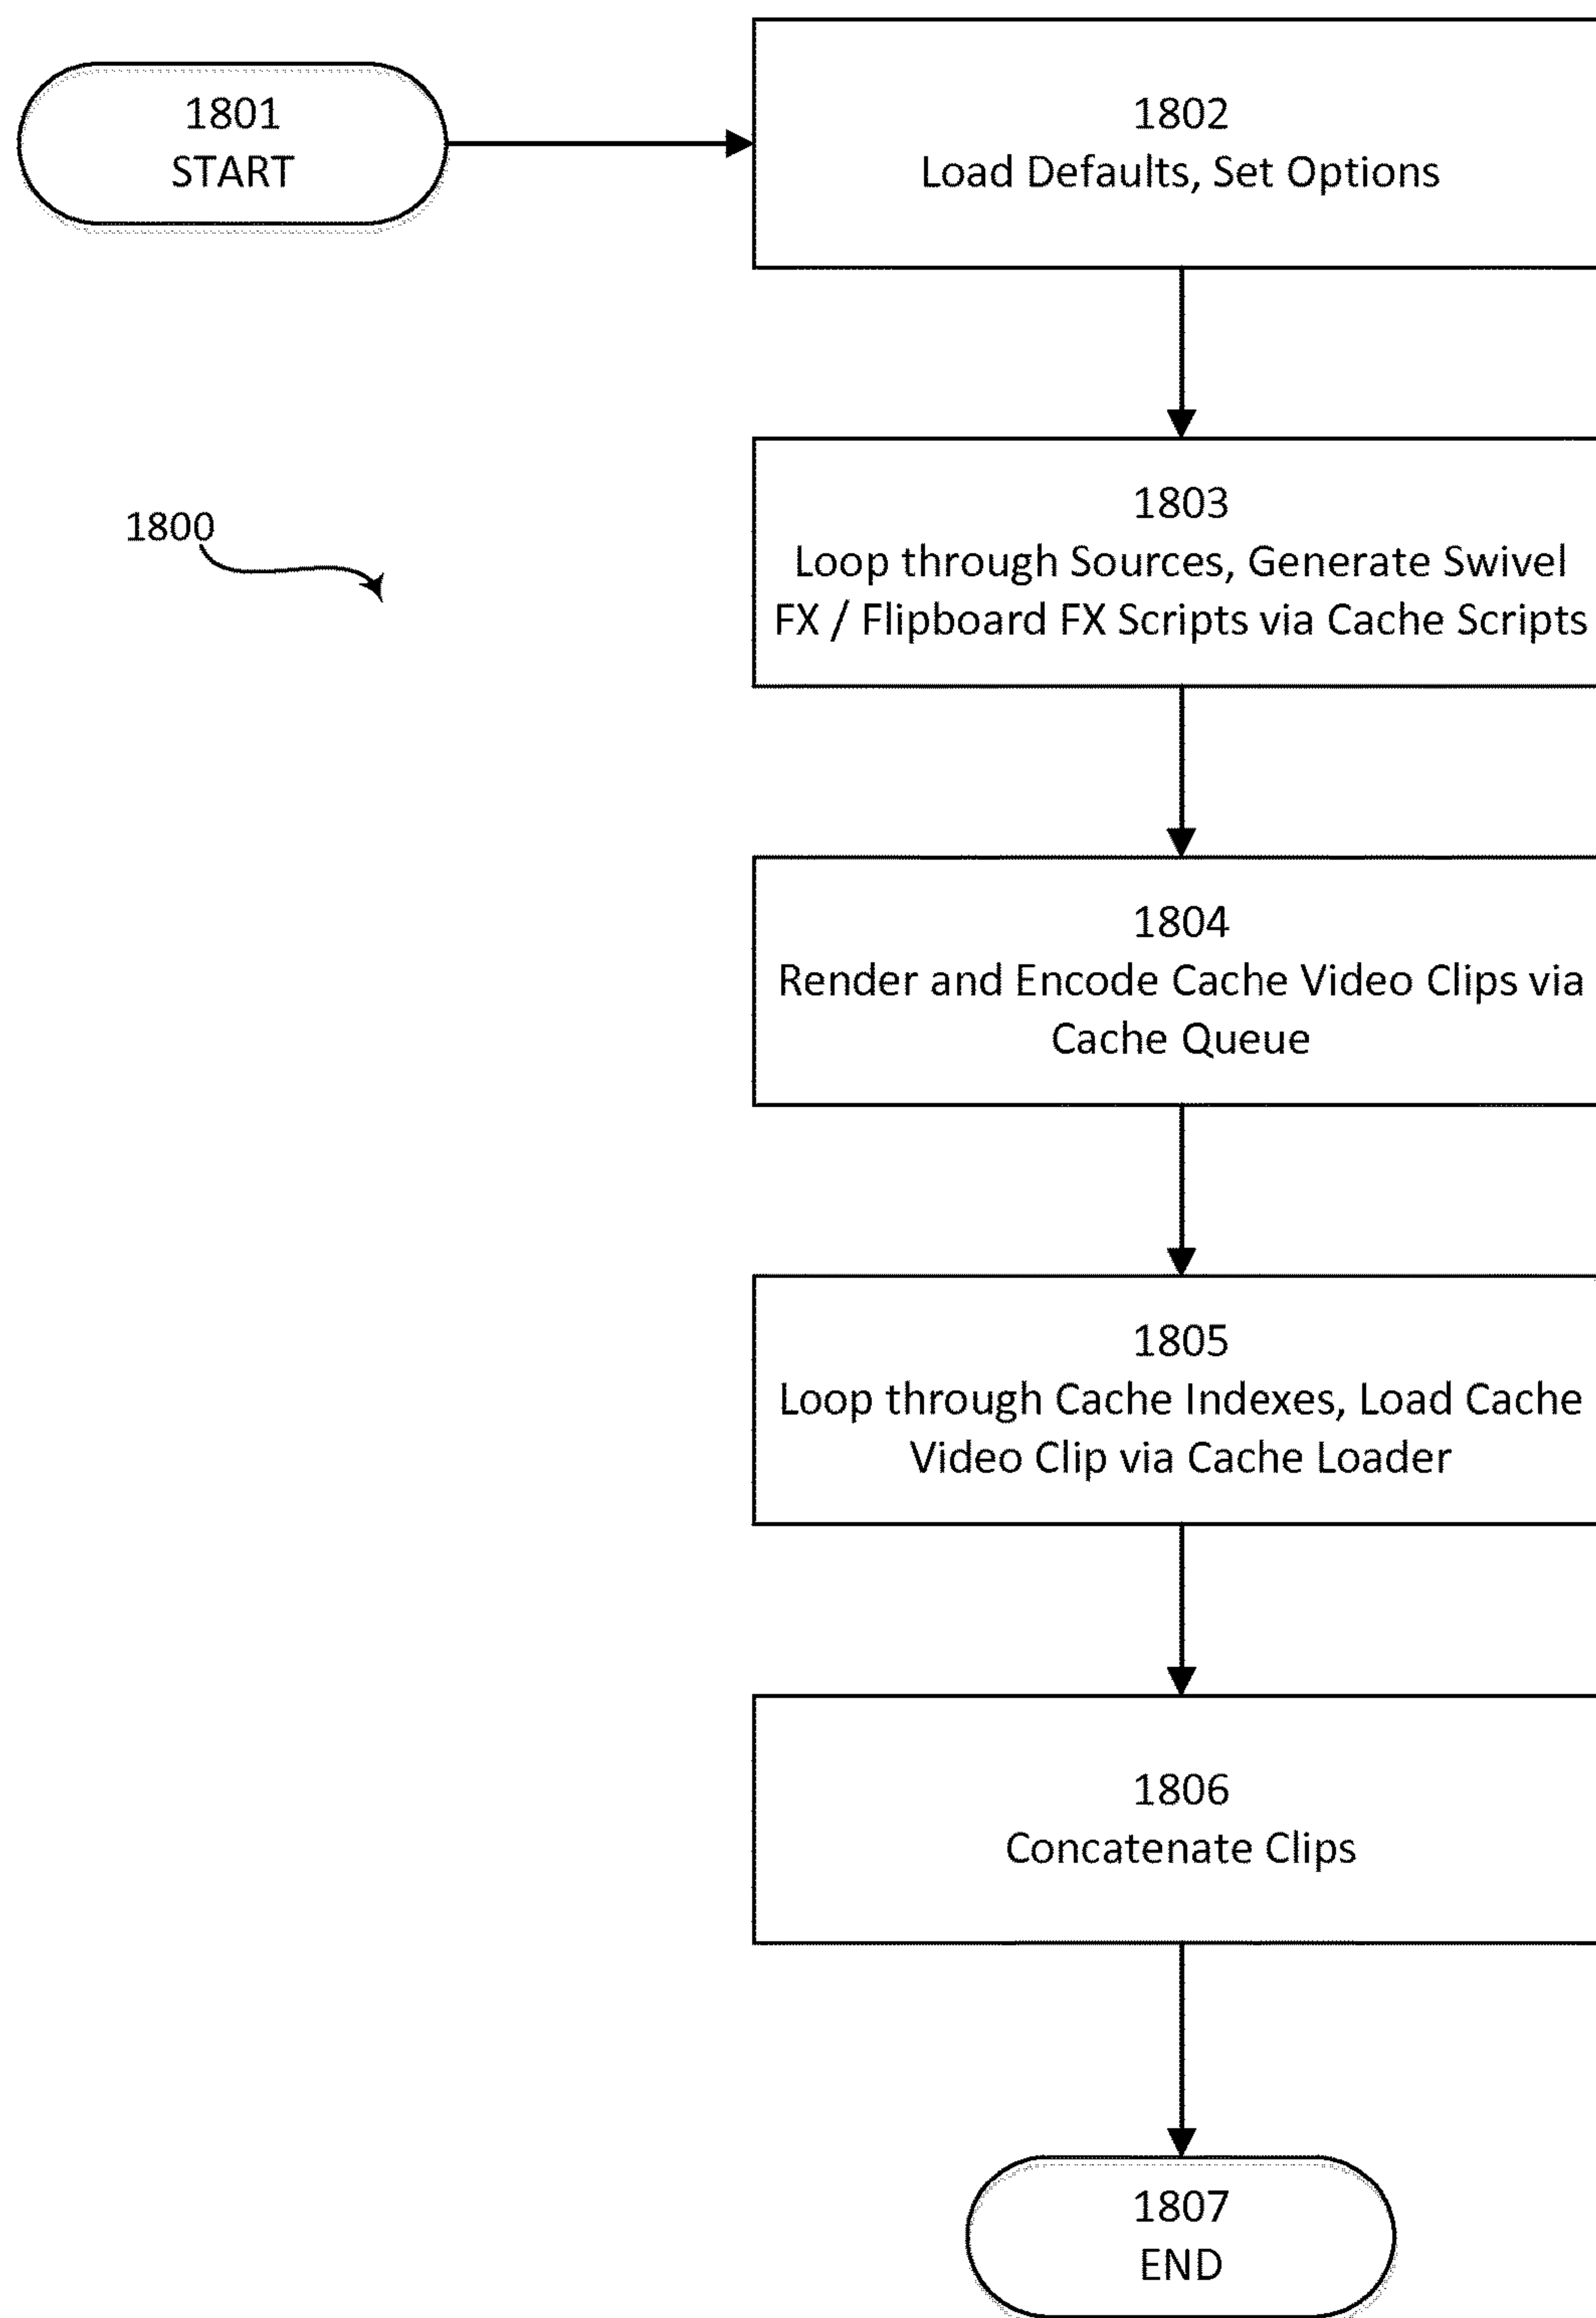 1801
START
1802
Load Defaults, Set Options
1800
1803
Loop through Sources, Generate Swivel
FX / Flipboard FX Scripts via Cache Scripts
1804
Render and Encode Cache Video Clips via
Cache Queue
1805
Loop through Cache Indexes, Load Cache
Video Clip via Cache Loader
1806
Concatenate Clips
1807
END